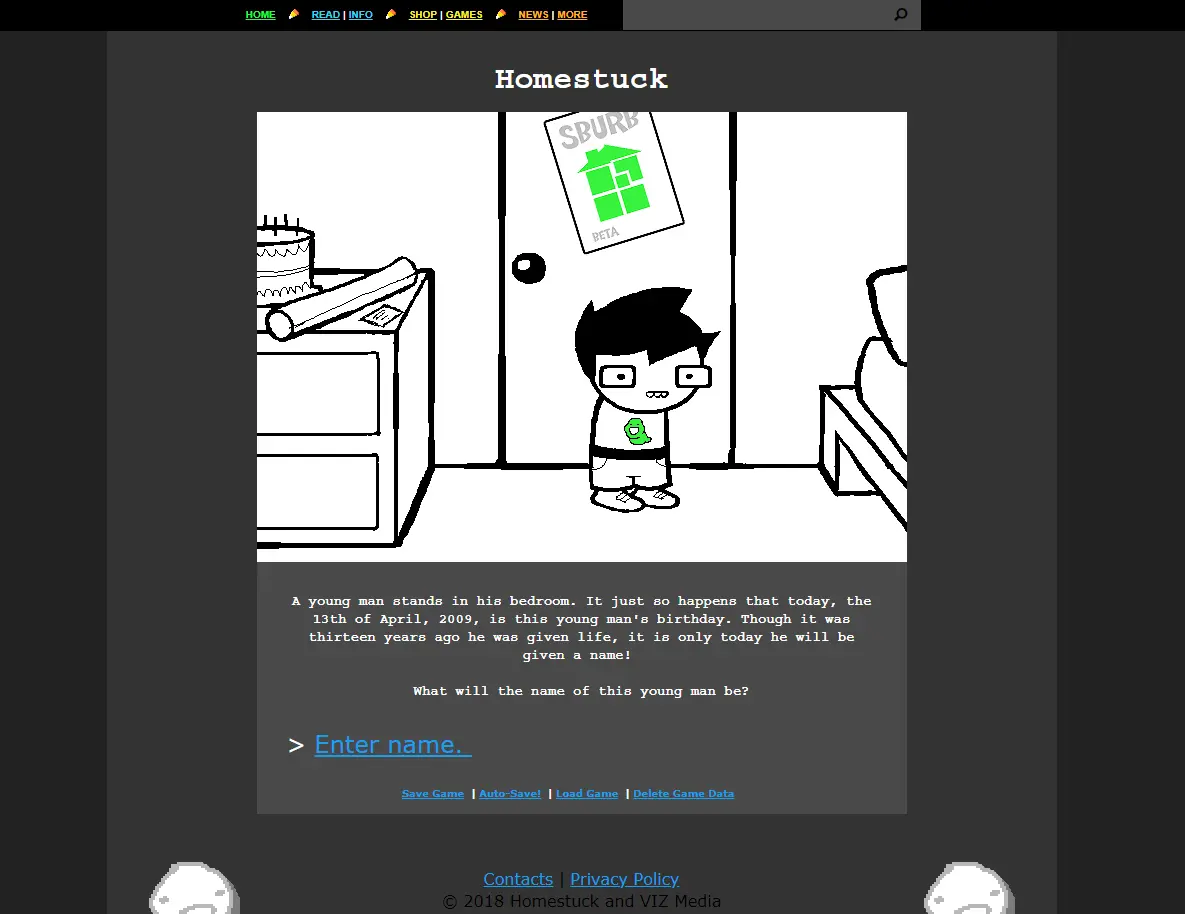 HOME READ | INFO SHOP | GAMES NEWS | MORE
Homestuck
SBURB
BETA
A young man stands in his bedroom. It just so happens that today, the
13th of April, 2009, is this young man's birthday. Though it was
thirteen years ago he was given life, it is only today he will be
given a name!
What will the name of this young man be?
> Enter name.
Save Game | Auto-Save! | Load Game | Delete Game Data
Contacts | Privacy Policy
© 2018 Homestuck and VIZ Media